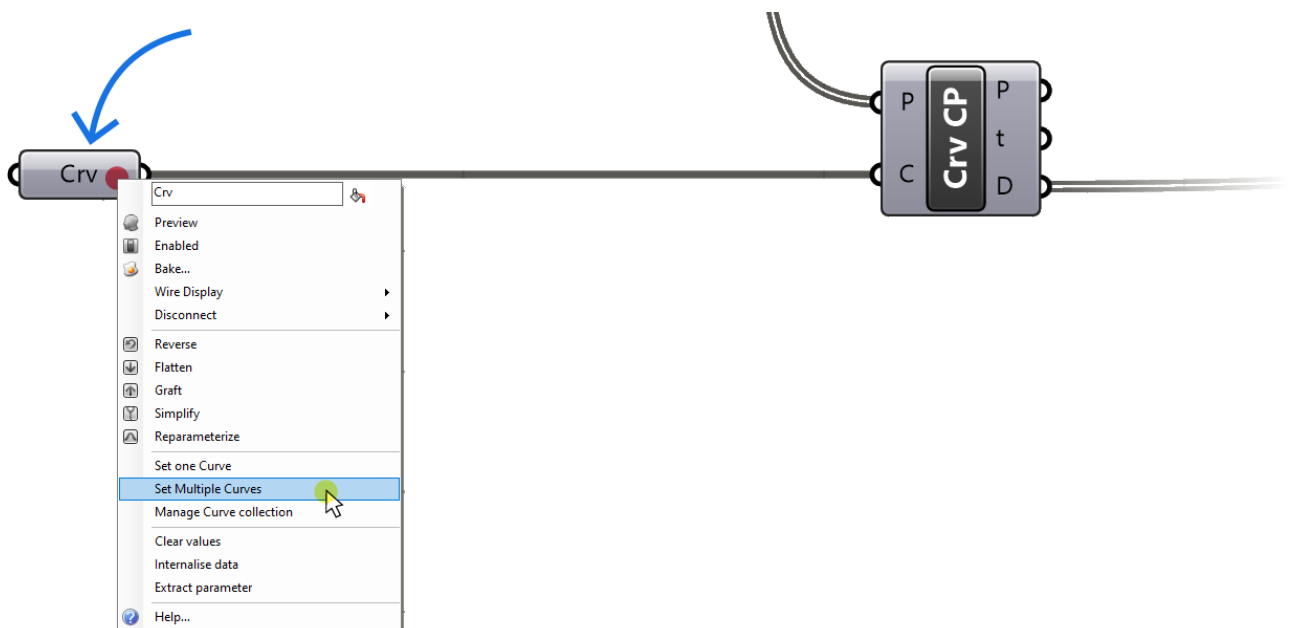 Crv
Crv
Preview
Enabled
Bake...
Wire Display
Disconnect
Reverse
Flatten
Graft
Simplify
Reparameterize
Set one Curve
Set Multiple Curves
Manage Curve collection
Clear values
Internalise data
Extract parameter
Help...
P
C
Crv CP
P
t
D